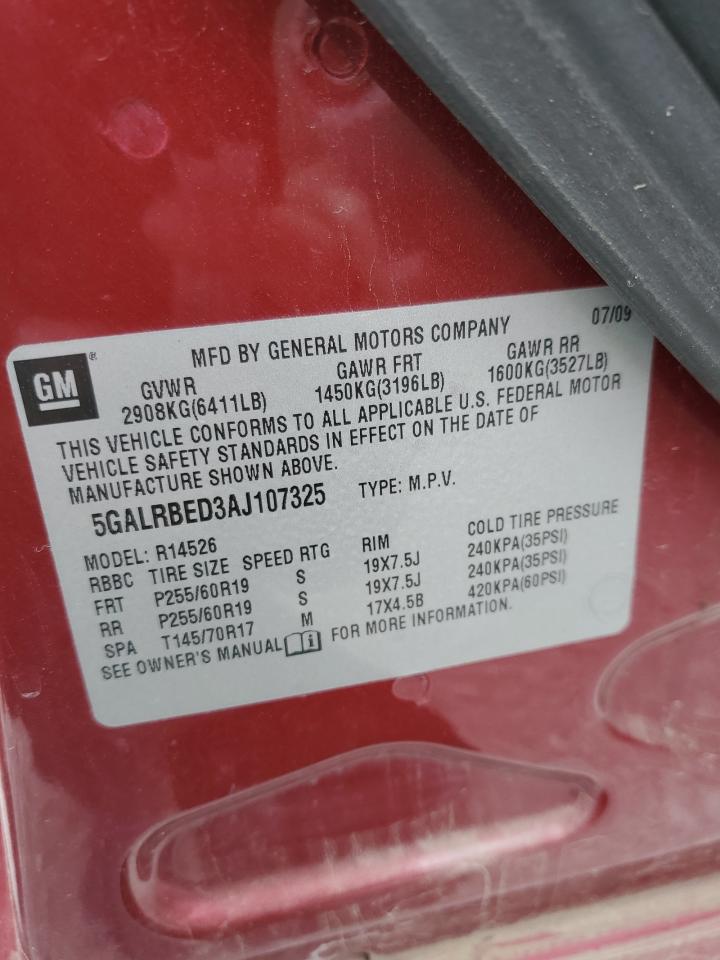 07/09
MFD BY GENERAL MOTORS COMPANY
GM®
GVWR GAWR FRT GAWR RR
2908KG(6411LB) 1450KG(3196LB) 1600KG(3527LB)
THIS VEHICLE CONFORMS TO ALL APPLICABLE U.S. FEDERAL MOTOR
VEHICLE SAFETY STANDARDS IN EFFECT ON THE DATE OF
MANUFACTURE SHOWN ABOVE.
5GALRBED3AJ107325 TYPE: M.P.V.
MODEL: R14526
RBBC TIRE SIZE SPEED RTG RIM COLD TIRE PRESSURE
FRT P255/60R19 S 19X7.5J 240KPA(35PSI)
RR P255/60R19 S 19X7.5J 240KPA(35PSI)
SPA T145/70R17 M 17X4.5B 420KPA(60PSI)
SEE OWNER'S MANUAL i FOR MORE INFORMATION.